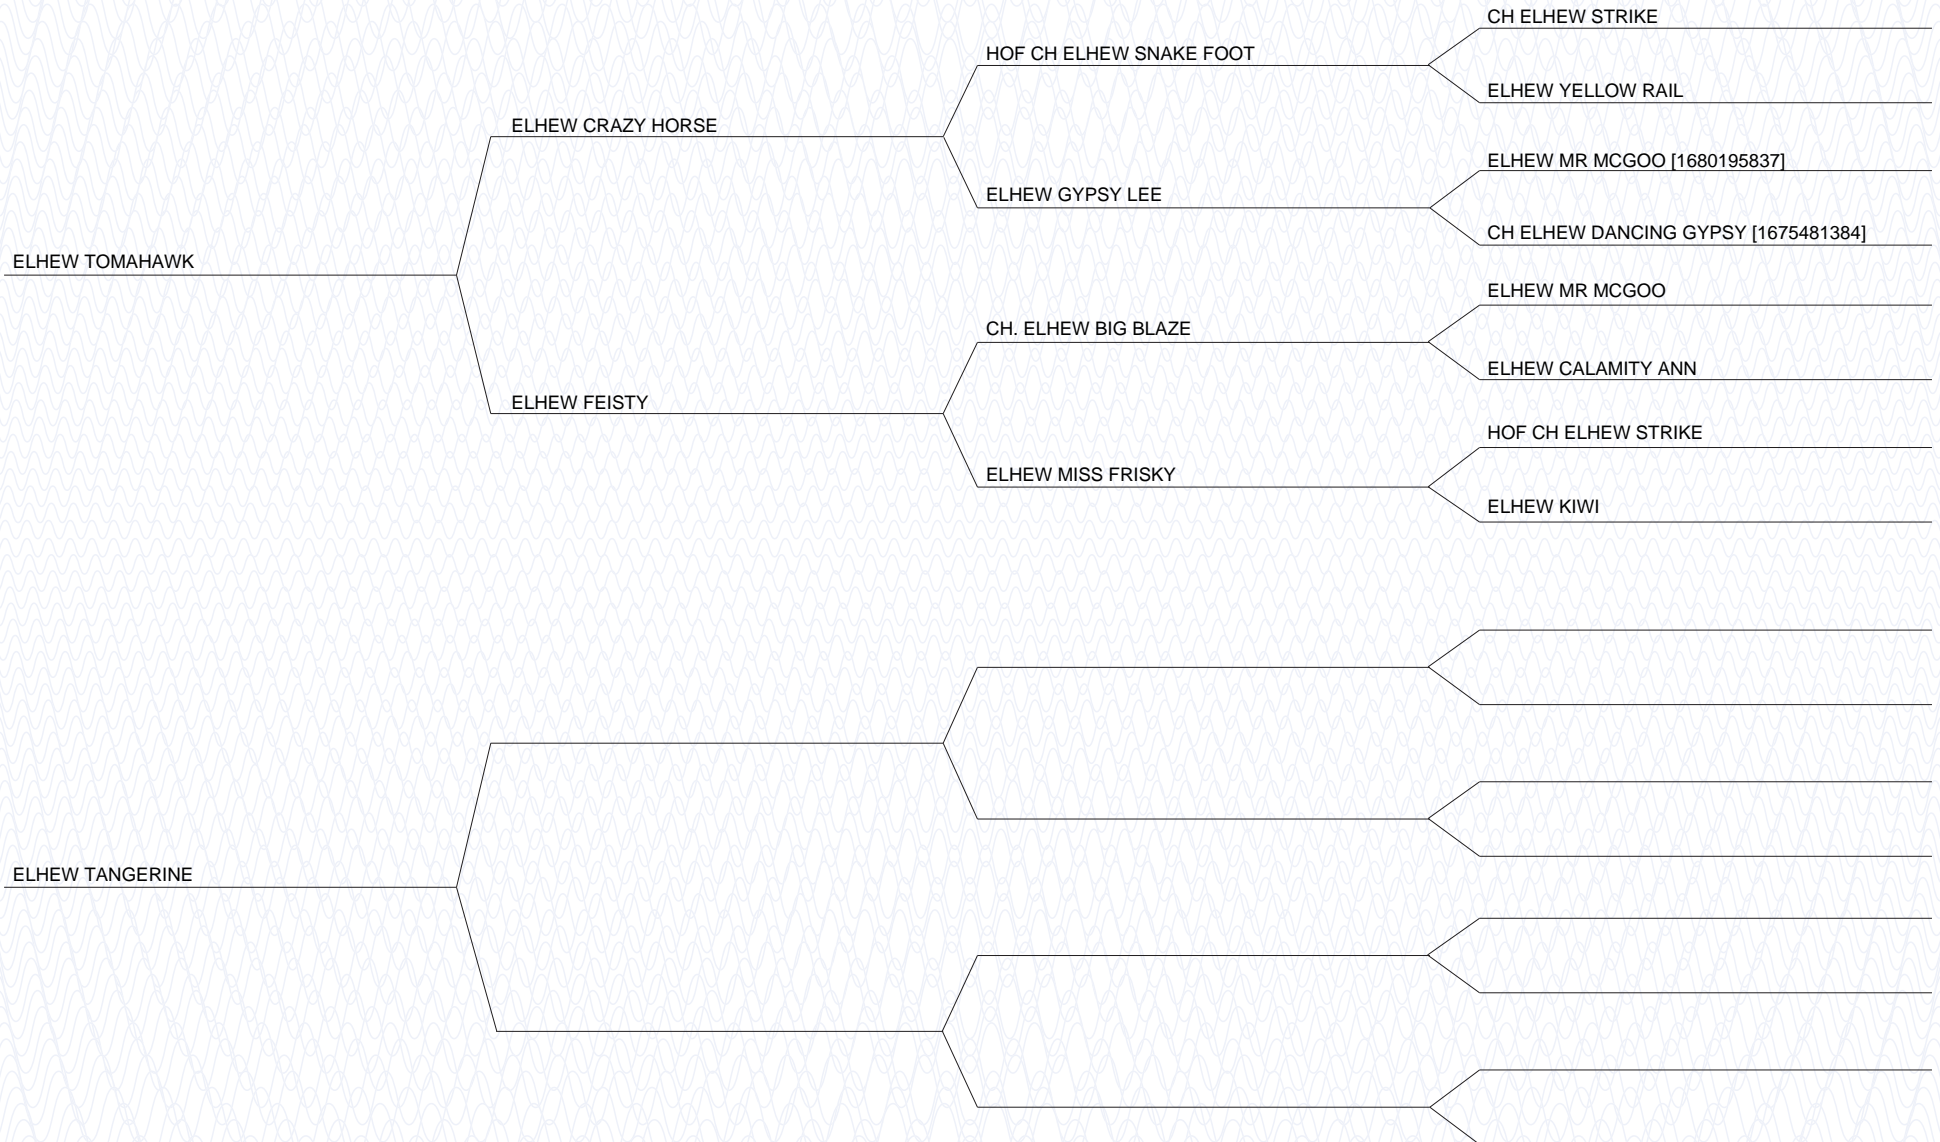 CH ELHEW STRIKE
HOF CH ELHEW SNAKE FOOT
ELHEW YELLOW RAIL
ELHEW CRAZY HORSE
ELHEW MR MCGOO [1680195837]
ELHEW GYPSY LEE
CH ELHEW DANCING GYPSY [1675481384]
ELHEW TOMAHAWK
ELHEW MR MCGOO
CH. ELHEW BIG BLAZE
ELHEW CALAMITY ANN
ELHEW FEISTY
HOF CH ELHEW STRIKE
ELHEW MISS FRISKY
ELHEW KIWI
ELHEW TANGERINE